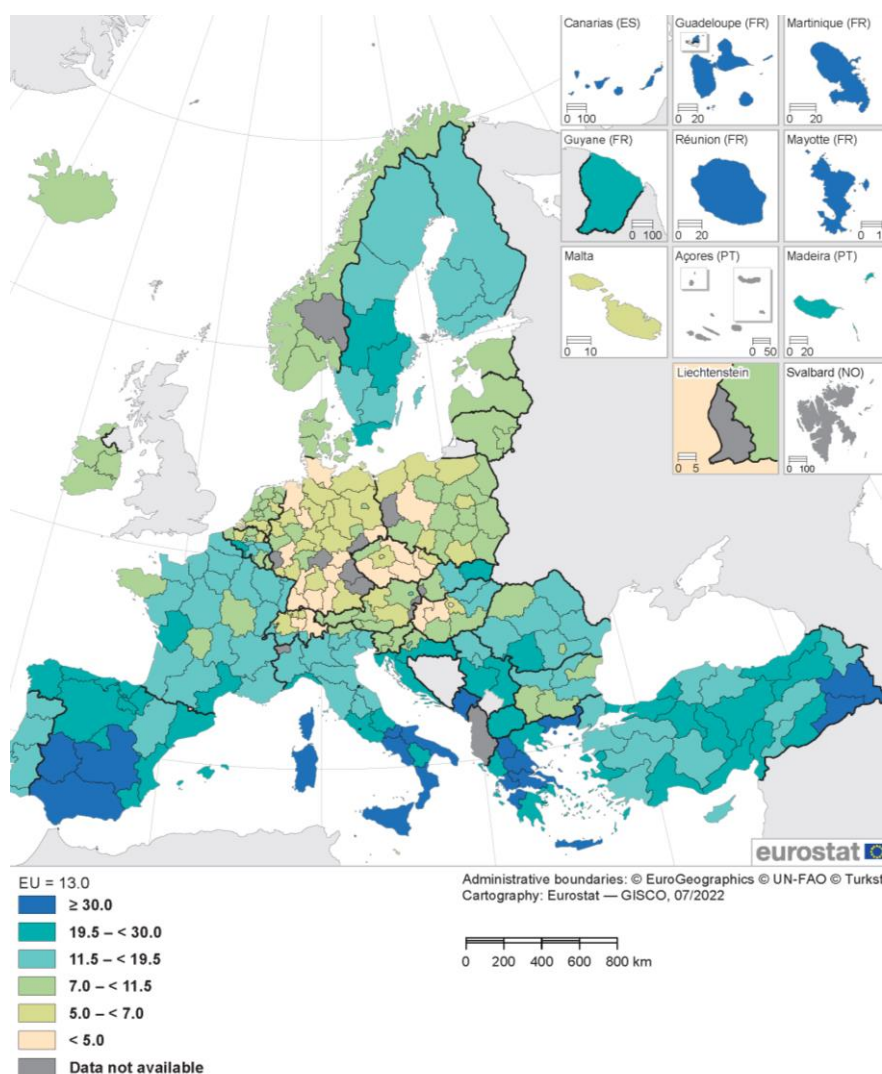 Canarias (ES)
0 100
Guadeloupe (FR)
0 20
Martinique (FR)
0 20
Guyane (FR)
0 100
Réunion (FR)
0 20
Mayotte (FR)
0 1
Malta
0 10
Açores (PT)
0 50
Madeira (PT)
0 20
Liechtenstein
0 5
Svalbard (NO)
0 100
eurostat
EU = 13.0
≥ 30.0
19.5 – < 30.0
11.5 – < 19.5
7.0 – < 11.5
5.0 – < 7.0
< 5.0
Data not available
Administrative boundaries: © EuroGeographics © UN-FAO © Turkst
Cartography: Eurostat — GISCO, 07/2022
0 200 400 600 800 km